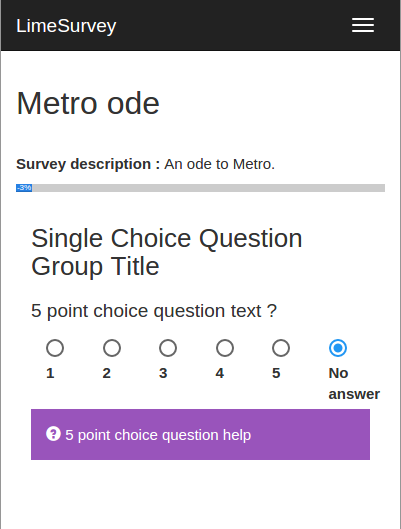 LimeSurvey
Metro ode
Survey description : An ode to Metro.
-3%
Single Choice Question
Group Title
5 point choice question text ?
1 2 3 4 5 No
answer
5 point choice question help